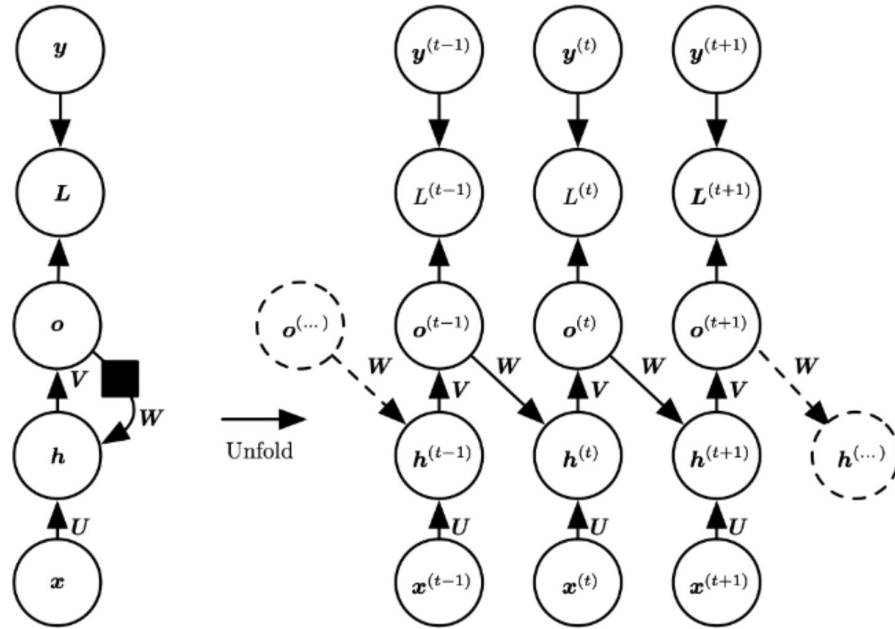 y y^(t−1) y^(t) y^(t+1)
L L^(t−1) L^(t) L^(t+1)
o o^(...) o^(t−1) o^(t) o^(t+1)
W W W W
V V V V
W
Unfold
h h^(t−1) h^(t) h^(t+1) h^(...)
U U U U
x x^(t−1) x^(t) x^(t+1)